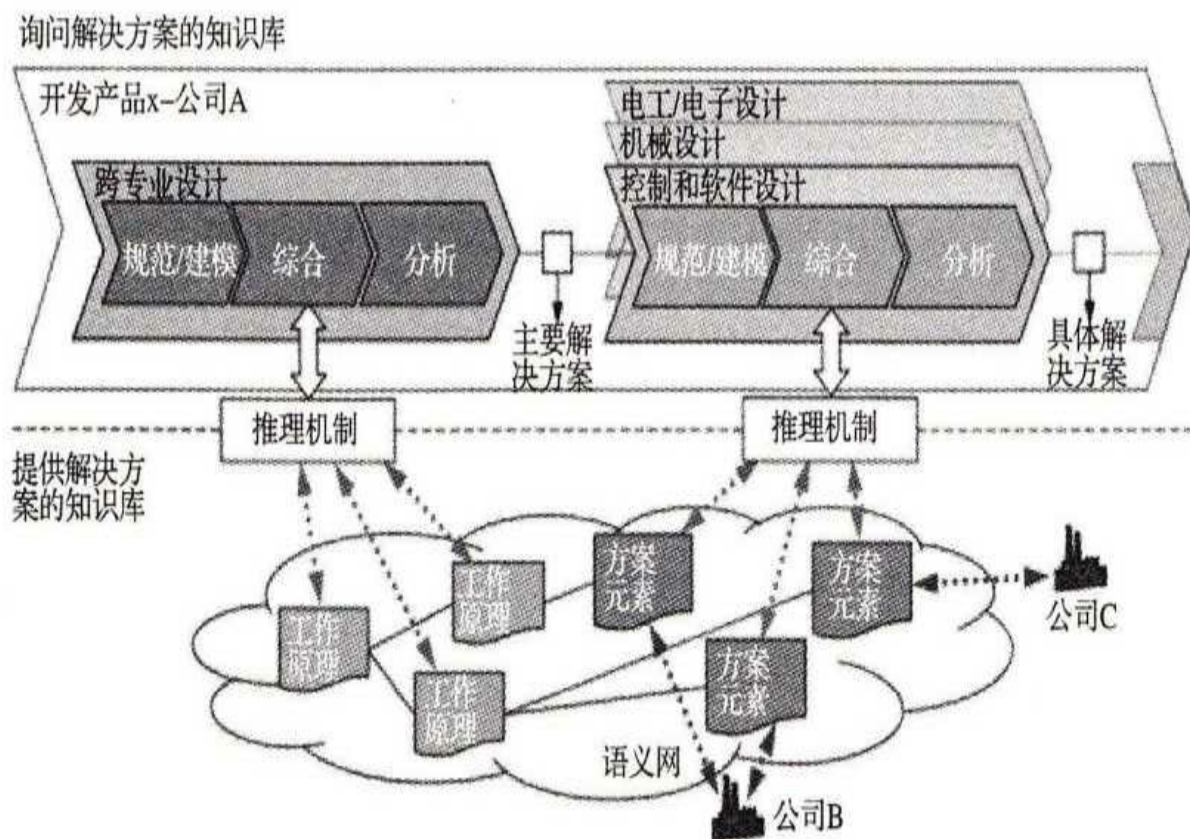 询问解决方案的知识库
开发产品x-公司A
电工/电子设计
机械设计
跨专业设计
控制和软件设计
规范/建模
综合
分析
规范/建模
综合
分析
主要解
决方案
具体解
决方案
推理机制
推理机制
提供解决方
案的知识库
方案
元素
方案
元素
工作
原理
公司C
工作
原理
方案
元素
工作
原理
语义网
公司B